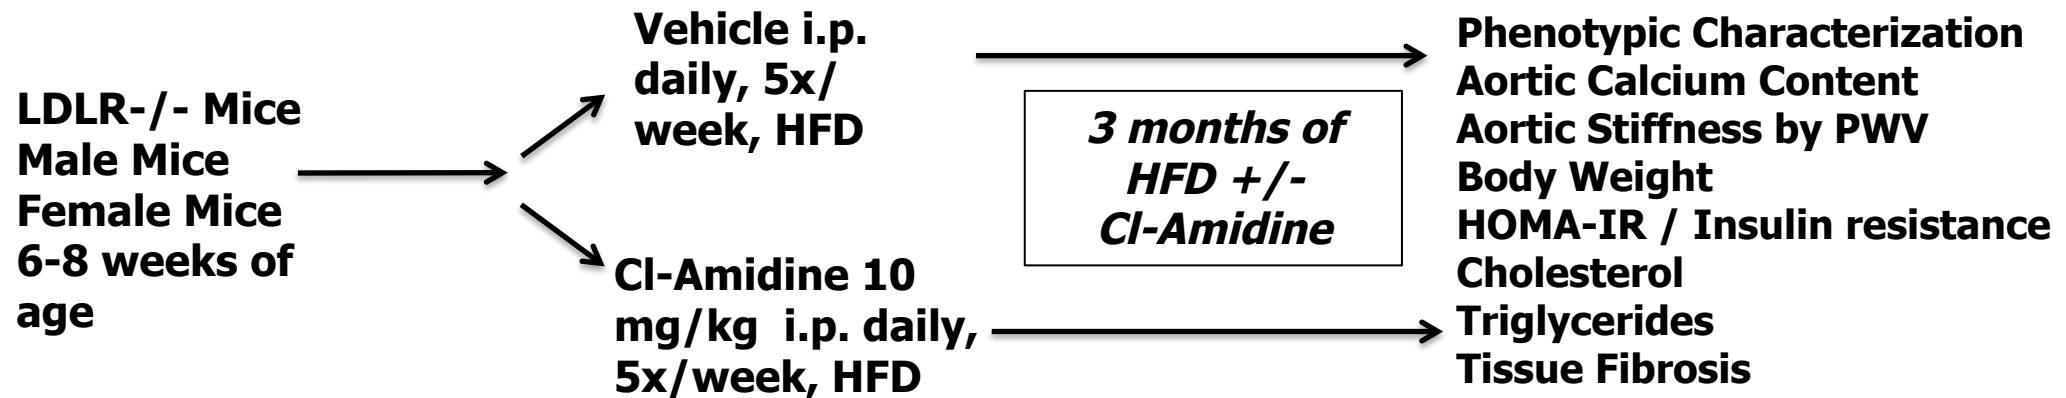 LDLR-/- Mice
Male Mice
Female Mice
6-8 weeks of
age
Vehicle i.p.
daily, 5x/
week, HFD
Cl-Amidine 10
mg/kg i.p. daily,
5x/week, HFD
3 months of
HFD +/-
Cl-Amidine
Phenotypic Characterization
Aortic Calcium Content
Aortic Stiffness by PWV
Body Weight
HOMA-IR / Insulin resistance
Cholesterol
Triglycerides
Tissue Fibrosis